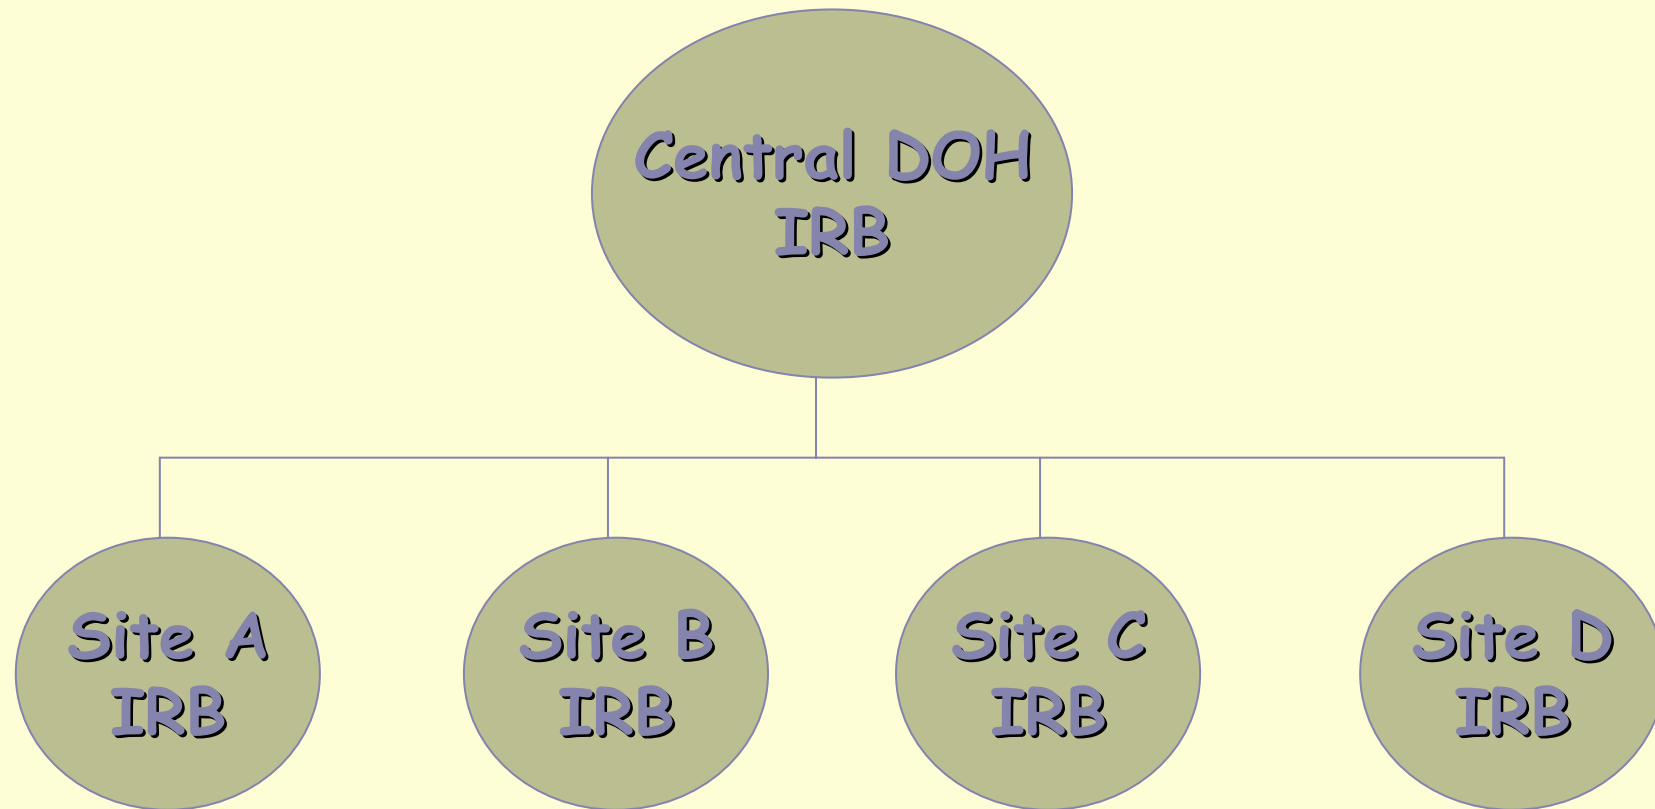 Central DOH
IRB
Site A
IRB
Site B
IRB
Site C
IRB
Site D
IRB